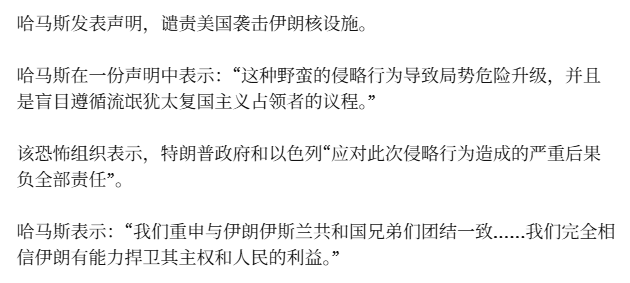 哈马斯发表声明，谴责美国袭击伊朗核设施。
哈马斯在一份声明中表示：“这种野蛮的侵略行为导致局势危险升级，并且
是盲目遵循流氓犹太复国主义占领者的议程。”
该恐怖组织表示，特朗普政府和以色列“应对此次侵略行为造成的严重后果
负全部责任”。
哈马斯表示：“我们重申与伊朗伊斯兰共和国兄弟们团结一致......我们完全相
信伊朗有能力捍卫其主权和人民的利益。”